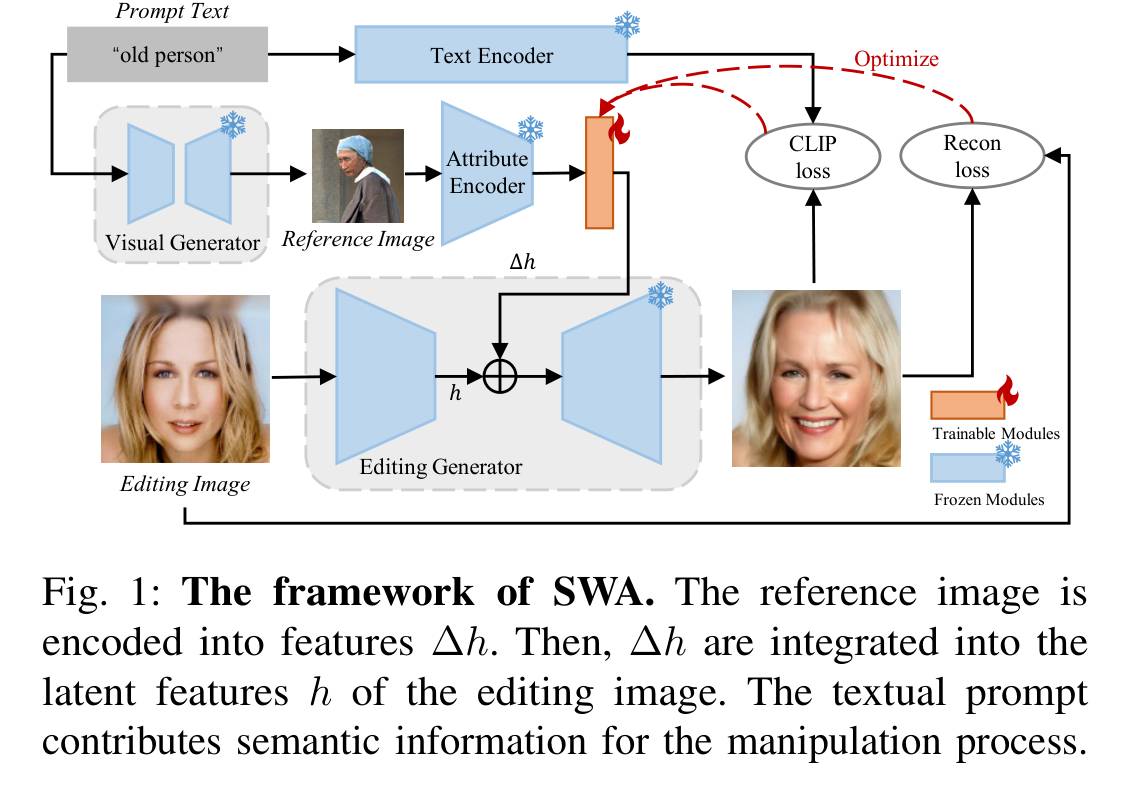 Prompt Text
“old person”
Text Encoder
Optimize
CLIP
loss
Recon
loss
Attribute
Encoder
Visual Generator
Reference Image
Δh
h
Editing Generator
Editing Image
Trainable Modules
Frozen Modules
Fig. 1: The framework of SWA. The reference image is
encoded into features Δh. Then, Δh are integrated into the
latent features h of the editing image. The textual prompt
contributes semantic information for the manipulation process.